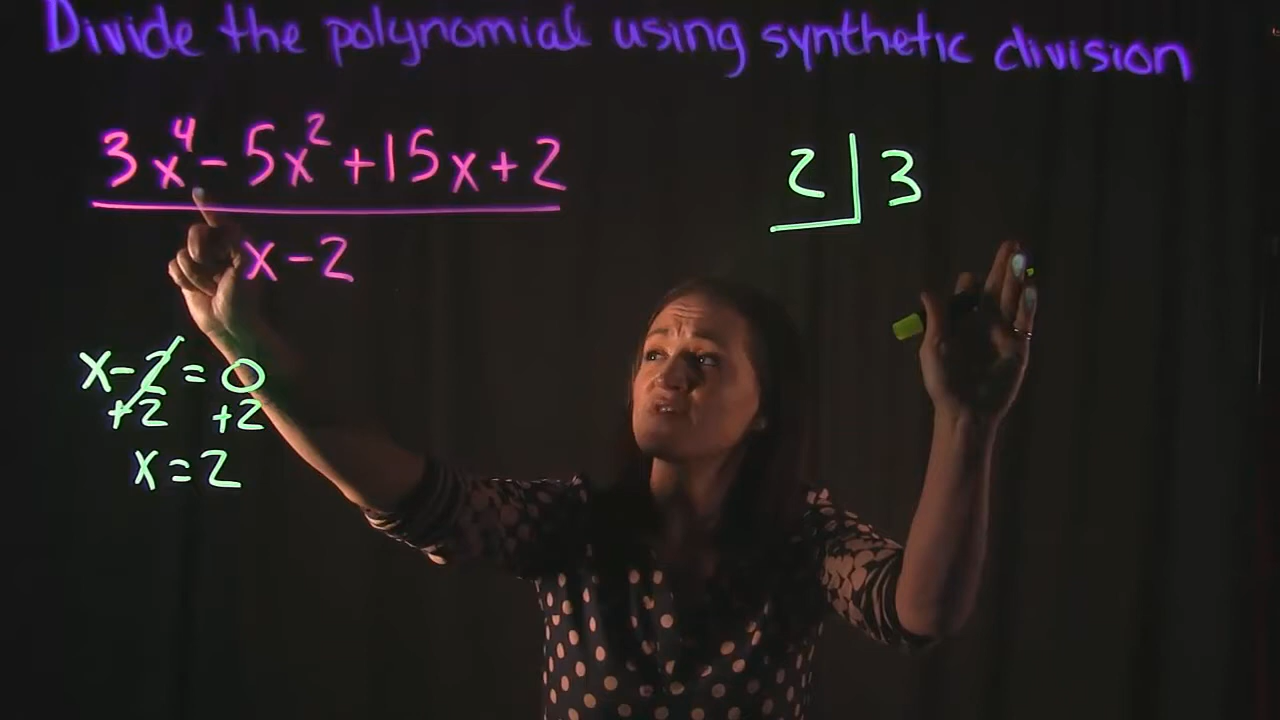 Divide the polynomial using synthetic division
3x⁴ - 5x² + 15x + 2
x - 2
2 3
x - 2 = 0
+2 +2
x = 2